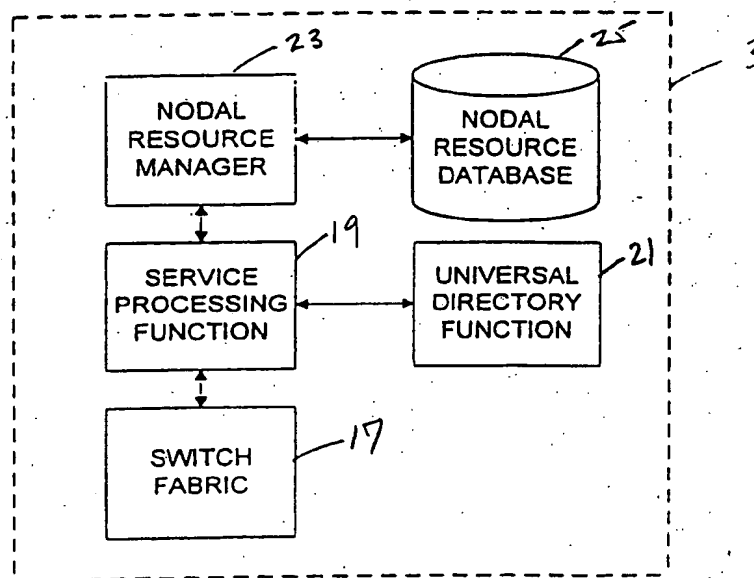 23
25
3
NODAL
RESOURCE
MANAGER
NODAL
RESOURCE
DATABASE
19
21
SERVICE
PROCESSING
FUNCTION
UNIVERSAL
DIRECTORY
FUNCTION
17
SWITCH
FABRIC